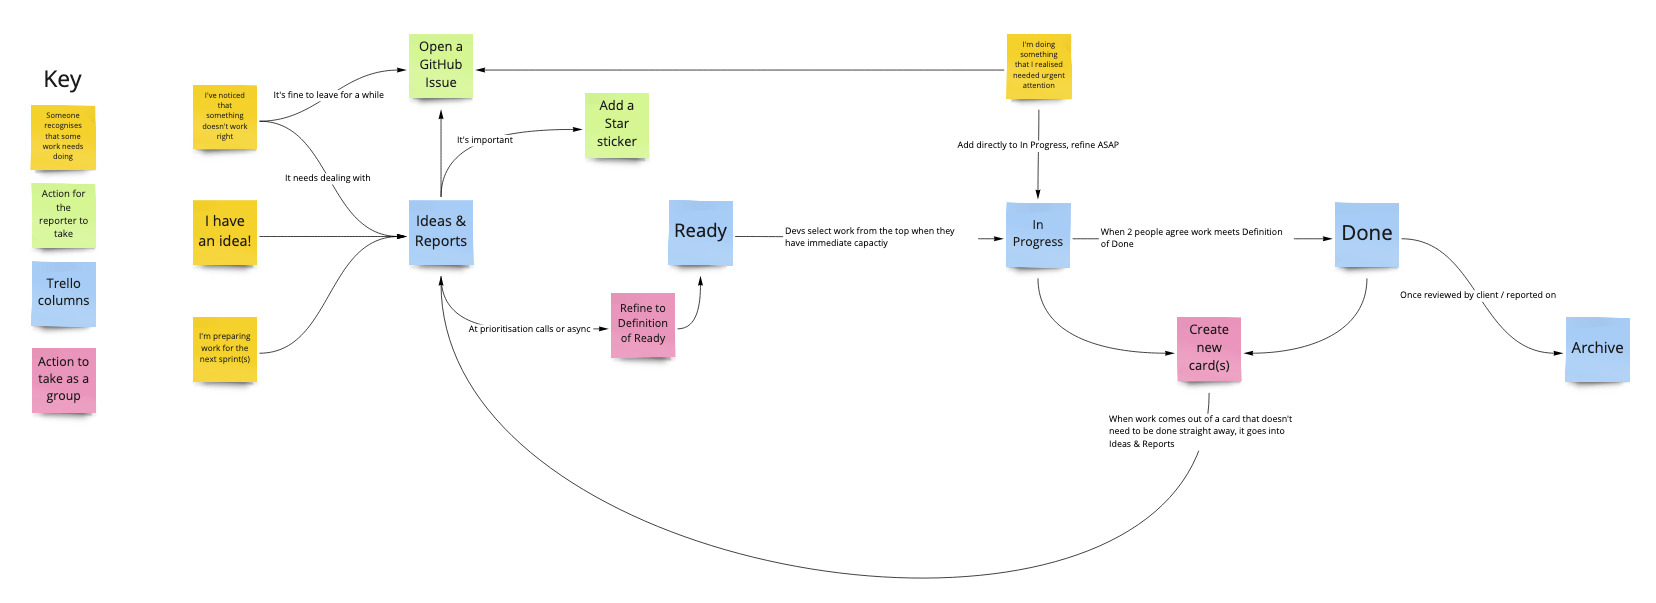 Key
Someone
recognises
that some
work needs
doing
Action for
the
reporter to
take
Trello
columns
Action to
take as a
group
I've noticed
that
something
doesn't work
right
I have
an idea!
I'm preparing
work for the
next sprint(s)
It's fine to leave for a while
It needs dealing with
Open a
GitHub
Issue
It's important
Add a
Star
sticker
Ideas &
Reports
At prioritisation calls or async
Refine to
Definition
of Ready
Ready
Devs select work from the top when they
have immediate capactiy
I'm doing
something
that I realised
needed urgent
attention
Add directly to In Progress, refine ASAP
In
Progress
When 2 people agree work meets Definition
of Done
Done
Once reviewed by client / reported on
Archive
Create
new
card(s)
When work comes out of a card that doesn't
need to be done straight away, it goes into
Ideas & Reports